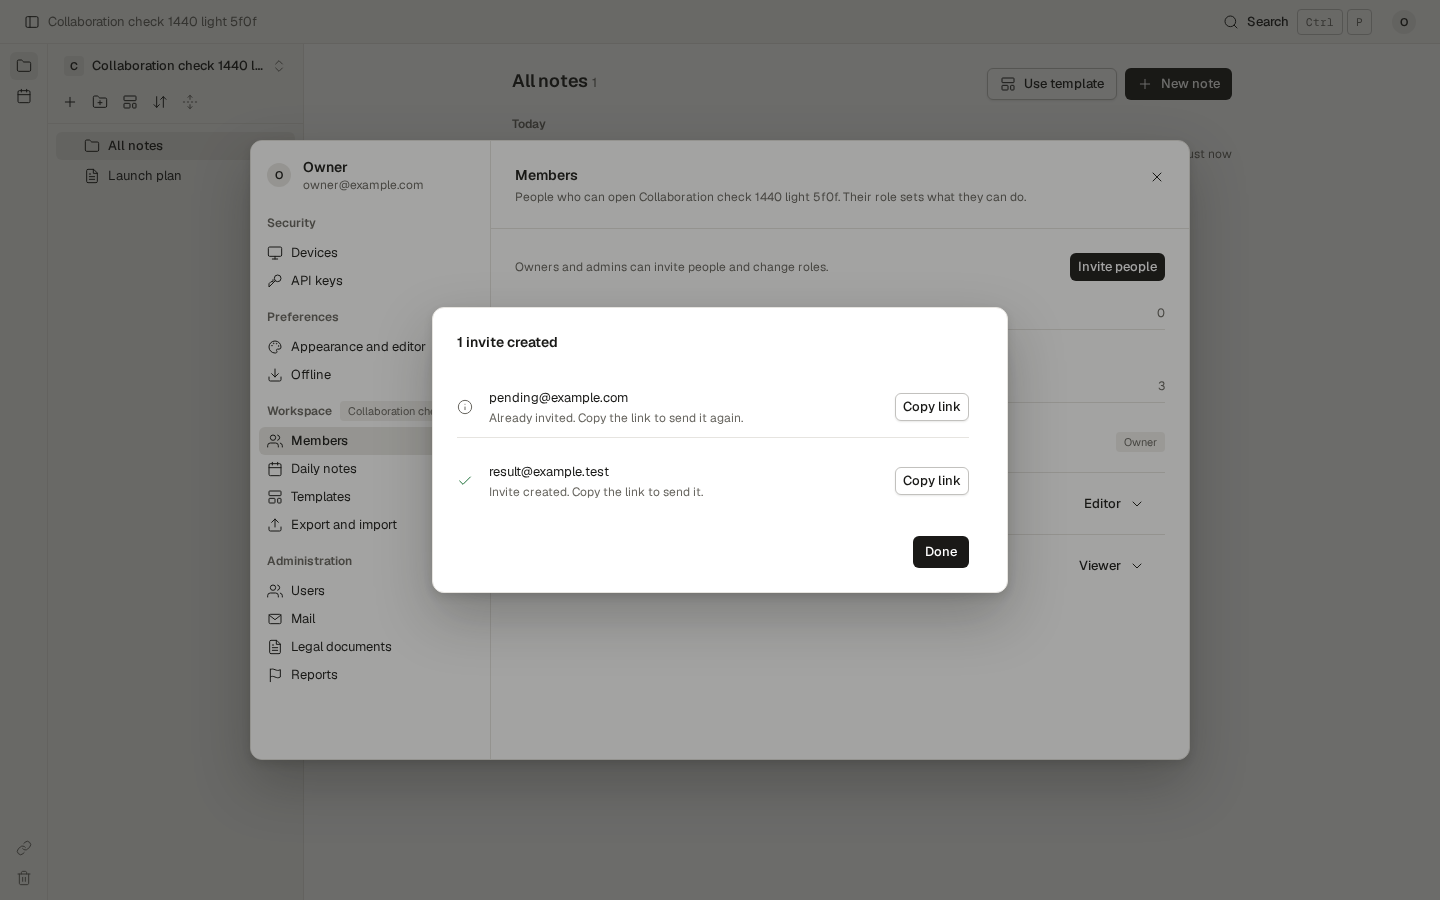 Collaboration check 1440 light 5f0f
Search
Ctrl
P
O
C
Collaboration check 1440 l...
All notes 1
Use template
New note
Today
All notes
Launch plan
ust now
O
Owner
owner@example.com
Security
Devices
API keys
Preferences
Appearance and editor
Offline
Workspace
Collaboration che
Members
Daily notes
Templates
Export and import
Administration
Users
Mail
Legal documents
Reports
Members
People who can open Collaboration check 1440 light 5f0f. Their role sets what they can do.
Owners and admins can invite people and change roles.
Invite people
0
3
Owner
Editor
Viewer
1 invite created
pending@example.com
Already invited. Copy the link to send it again.
Copy link
result@example.test
Invite created. Copy the link to send it.
Copy link
Done